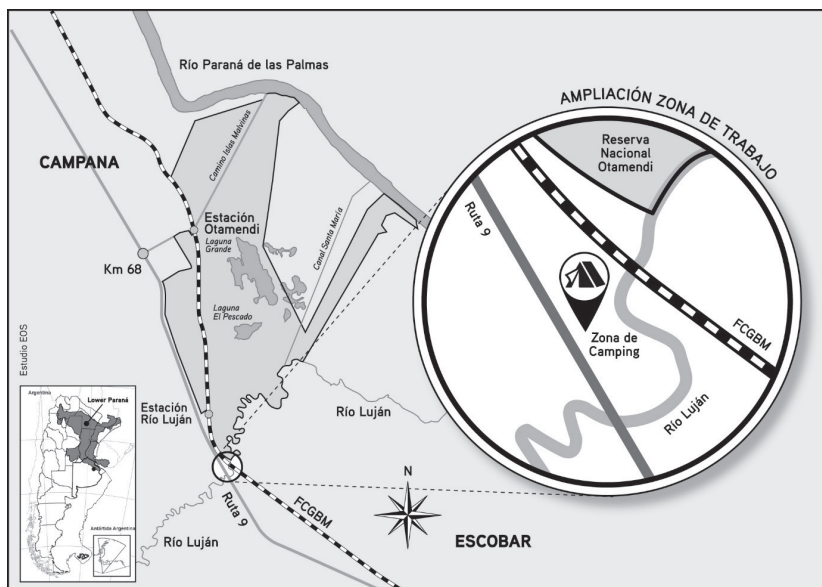 Río Paraná de las Palmas
AMPLIACIÓN ZONA DE TRABAJO
CAMPANA
Camino Islas Malvinas
Reserva
Nacional
Otamendi
Estación
Otamendi
Laguna
Grande
Canal Santa María
Ruta 9
Km 68
Laguna
El Pescado
FCGBM
Zona de
Camping
Río Luján
Estudio EOS
Argentina
Lower Paraná
Estación
Río Luján
Río Luján
N
Ruta 9
FCGBM
ESCOBAR
Río Luján
Antártida Argentina